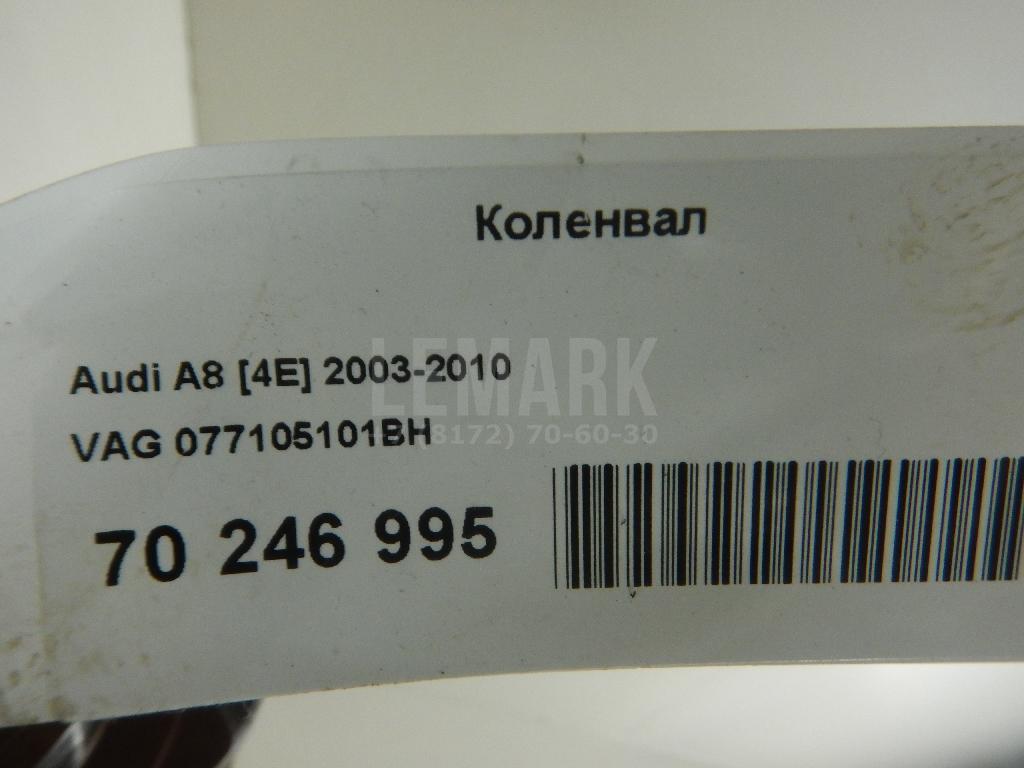 Коленвал
Audi A8 [4E] 2003-2010
LEMARK
VAG 077105101BH
(8172) 70-60-30
70 246 995